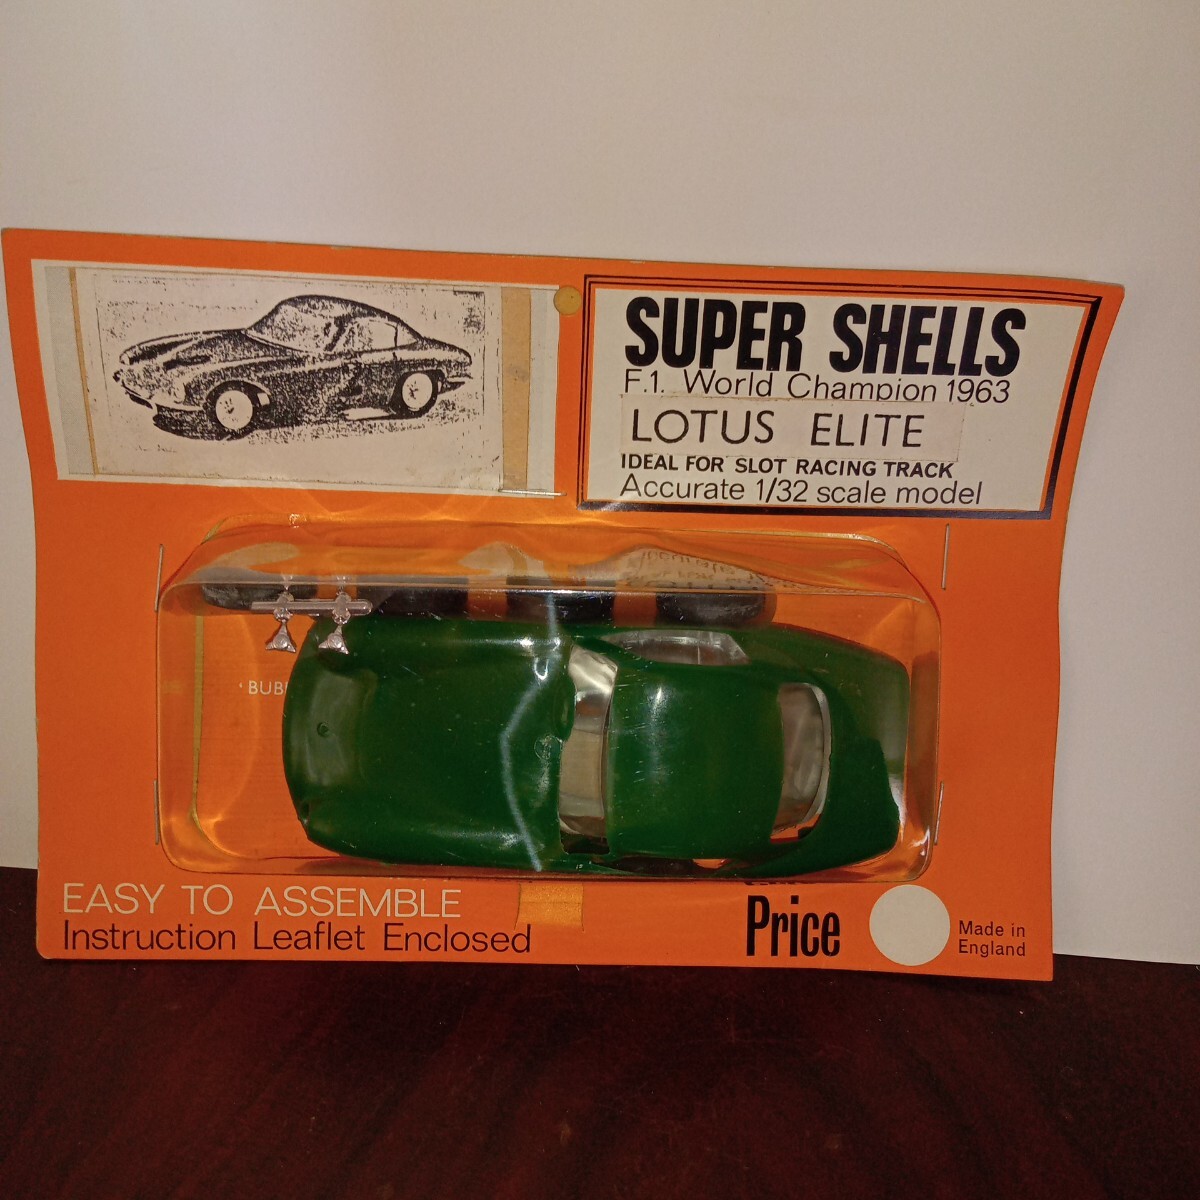 SUPER SHELLS
F.1. World Champion 1963
LOTUS ELITE
IDEAL FOR SLOT RACING TRACK
Accurate 1/32 scale model
EASY TO ASSEMBLE
Instruction Leaflet Enclosed
Price
Made in
England